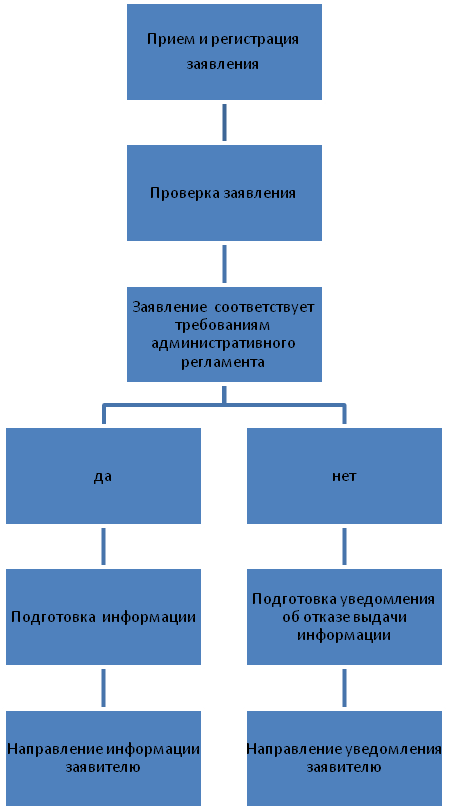 Прием и регистрация
заявления
Проверка заявления
Заявление соответствует
требованиям
административного
регламента
да
нет
Подготовка информации
Подготовка уведомления
об отказе выдачи
информации
Направление информации
заявителю
Направление уведомления
заявителю